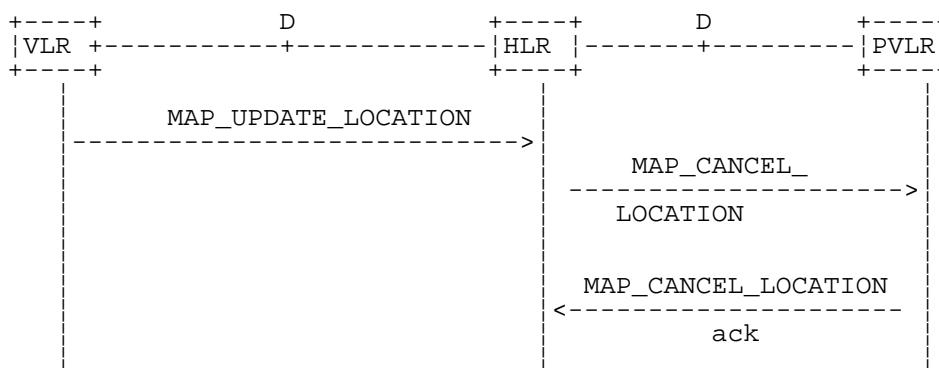 +----+ D +----+ D +----
¦VLR +-----------+------------¦HLR ¦-------+---------¦PVLR
+----+ +----+ +----
MAP_UPDATE_LOCATION
---------------------------->
MAP_CANCEL_
--------------------->
LOCATION
MAP_CANCEL_LOCATION
<---------------------
ack